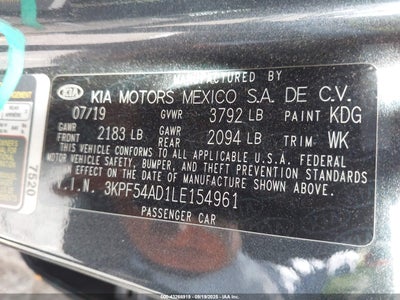 MANUFACTURED BY
KIA KIA MOTORS MEXICO S.A. DE C.V.
07/19 GVWR 3792 LB PAINT KDG
GAWR FRONT 2183 LB GAWR REAR 2094 LB TRIM WK
THIS VEHICLE CONFORMS TO ALL APPLICABLE U.S.A. FEDERAL
MOTOR VEHICLE SAFETY, BUMPER, AND THEFT PREVENTION STANDARDS
IN EFFECT ON THE DATE OF MANUFACTURE SHOWN ABOVE.
V.I.N. 3KPF54AD1LE154961
PASSENGER CAR
7520